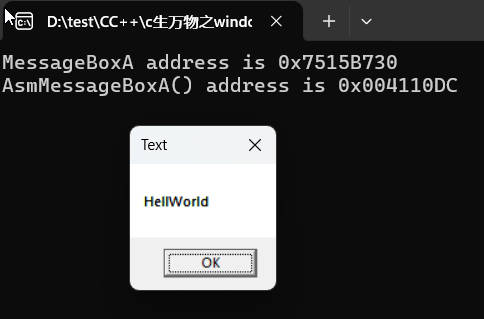 D:\test\CC++\c生万物之windo
MessageBoxA address is 0x7515B730
AsmMessageBoxA() address is 0x004110DC
Text
HellWorld
OK